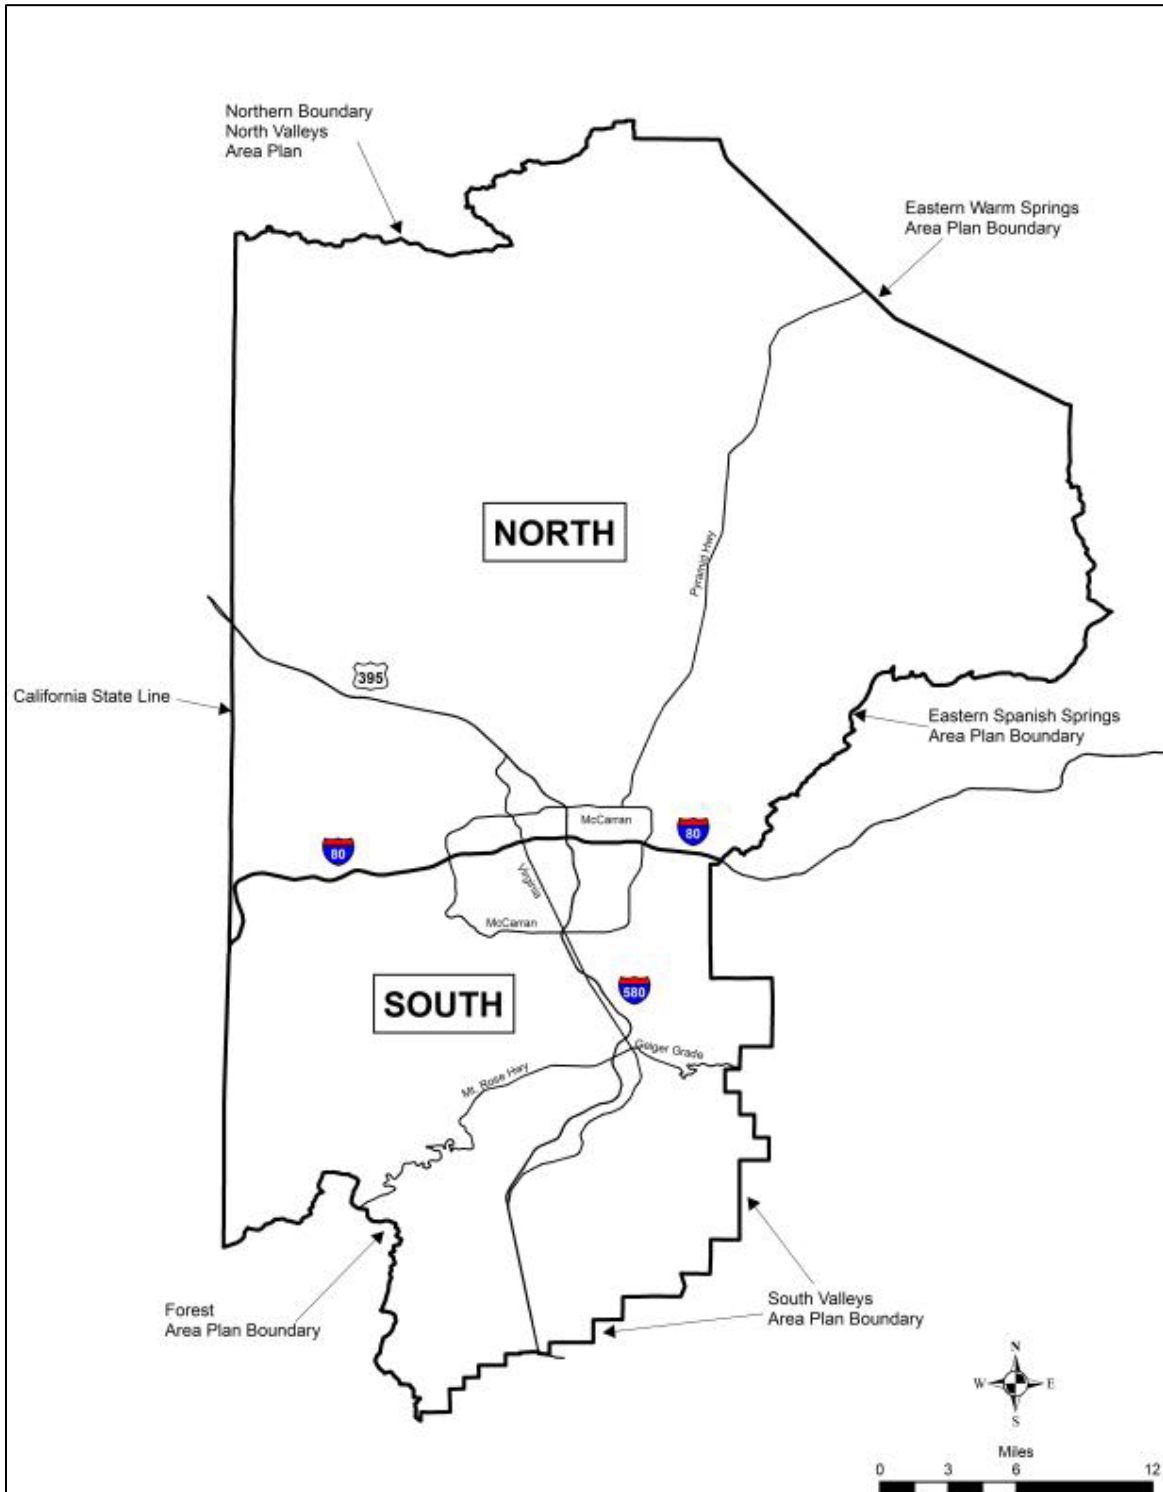 Northern Boundary
North Valleys
Area Plan
Eastern Warm Springs
Area Plan Boundary
NORTH
Pyramid Hwy
395
California State Line
Eastern Spanish Springs
Area Plan Boundary
McCarran
80
80
Virginia
McCarran
580
SOUTH
Geiger Grade
Mt. Rose Hwy
Forest
Area Plan Boundary
South Valleys
Area Plan Boundary
N
W
E
S
Miles
0 3 6 12